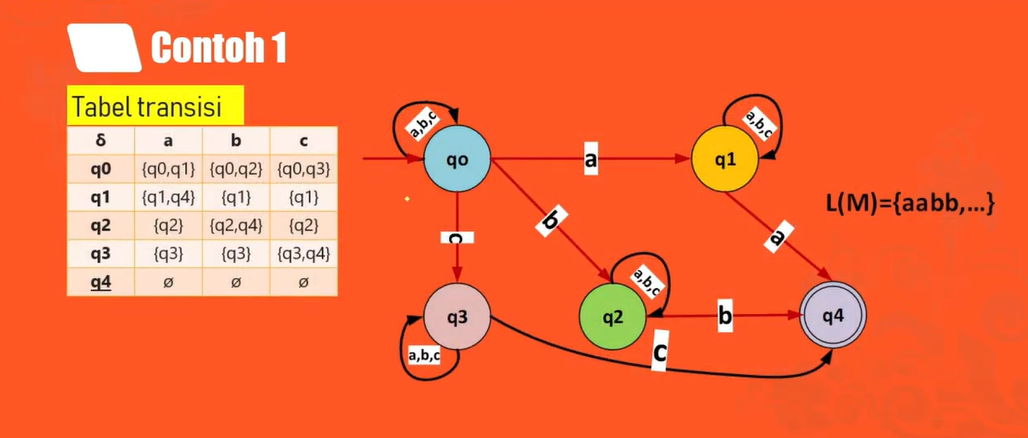 Contoh 1
Tabel transisi
δ a b c
q0 {q0,q1} {q0,q2} {q0,q3}
q1 {q1,q4} {q1} {q1}
q2 {q2} {q2,q4} {q2}
q3 {q3} {q3} {q3,q4}
q4 ø ø ø
a,b,c
a,b,c
qo
a
q1
L(M)={aabb,...}
b
a
c
a,b,c
q3
q2
b
q4
c
a,b,c